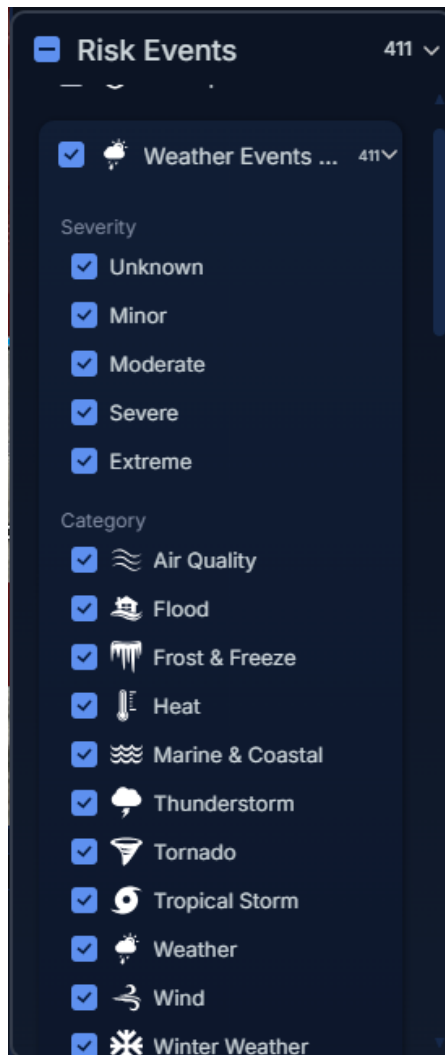 Risk Events 411
Weather Events ... 411
Severity
Unknown
Minor
Moderate
Severe
Extreme
Category
Air Quality
Flood
Frost & Freeze
Heat
Marine & Coastal
Thunderstorm
Tornado
Tropical Storm
Weather
Wind
Winter Weather